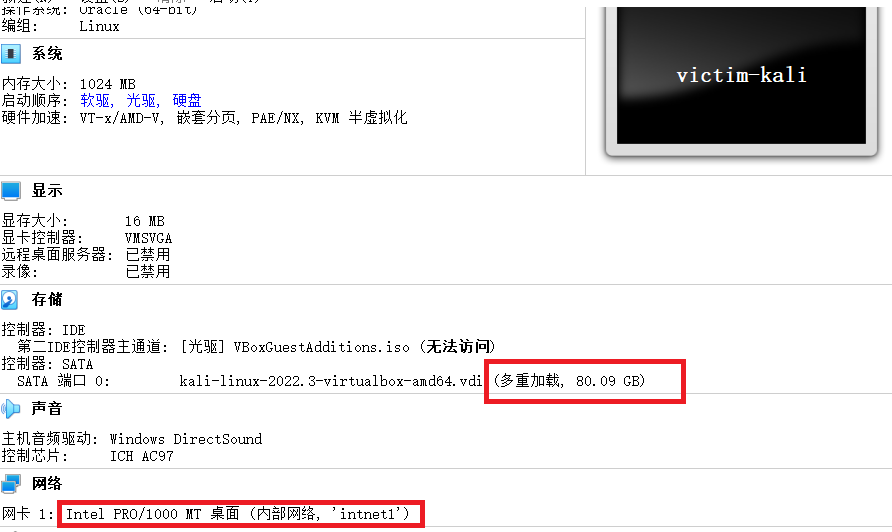 操作系统: Oracle (64-bit)
编组: Linux
victim-kali
系统
内存大小: 1024 MB
启动顺序: 软驱, 光驱, 硬盘
硬件加速: VT-x/AMD-V, 嵌套分页, PAE/NX, KVM 半虚拟化
显示
显存大小: 16 MB
显卡控制器: VMSVGA
远程桌面服务器: 已禁用
录像: 已禁用
存储
控制器: IDE
第二IDE控制器主通道: [光驱] VBoxGuestAdditions.iso (无法访问)
控制器: SATA
SATA 端口 0: kali-linux-2022.3-virtualbox-amd64.vdi (多重加载, 80.09 GB)
声音
主机音频驱动: Windows DirectSound
控制芯片: ICH AC97
网络
网卡 1: Intel PRO/1000 MT 桌面 (内部网络, 'intnet1')